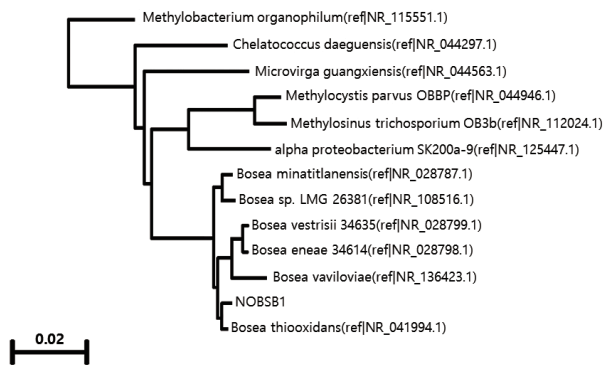 Methylobacterium organophilum(ref|NR_115551.1)
Chelatococcus daeguensis(ref|NR_044297.1)
Microvirga guangxiensis(ref|NR_044563.1)
Methylocystis parvus OBBP(ref|NR_044946.1)
Methylosinus trichosporium OB3b(ref|NR_112024.1)
alpha proteobacterium SK200a-9(ref|NR_125447.1)
Bosea minatitlanensis(ref|NR_028787.1)
Bosea sp. LMG 26381(ref|NR_108516.1)
Bosea vestrisii 34635(ref|NR_028799.1)
Bosea eneae 34614(ref|NR_028798.1)
Bosea vaviloviae(ref|NR_136423.1)
NOBSB1
Bosea thiooxidans(ref|NR_041994.1)
0.02